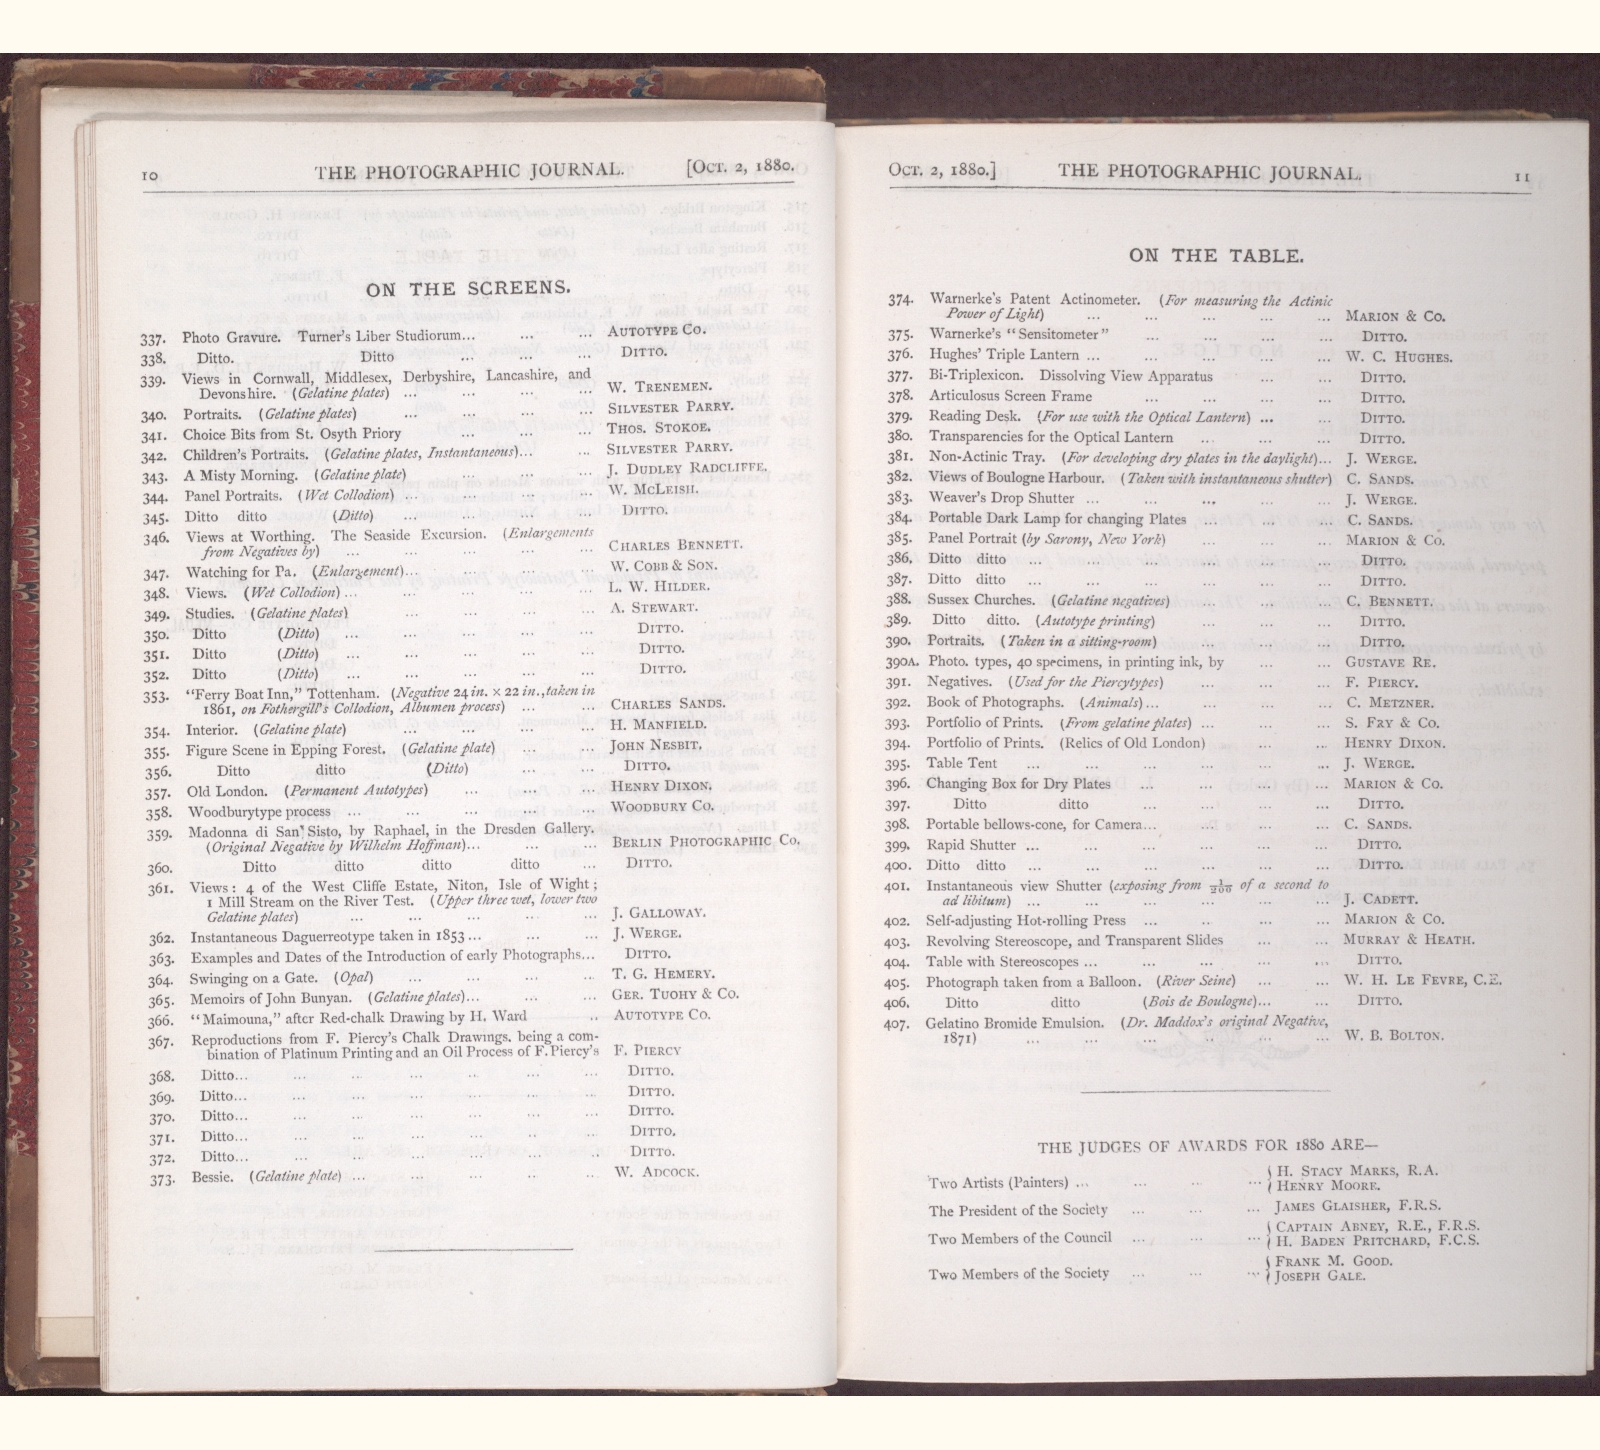 10 THE PHOTOGRAPHIC JOURNAL. [Oct. 2, 1880.
ON THE SCREENS.
337. Photo Gravure. Turner's Liber Studiorum... ... ... AUTOTYPE CO.
338. Ditto. Ditto ... ... ... DITTO.
339. Views in Cornwall, Middlesex, Derbyshire, Lancashire, and
Devonshire. (Gelatine plates) ... ... ... ... W. TRENEMEN.
340. Portraits. (Gelatine plates) ... ... ... ... SILVESTER PARRY.
341. Choice Bits from St. Osyth Priory ... ... ... THOS. STOKOE.
342. Children's Portraits. (Gelatine plates, Instantaneous)... ... SILVESTER PARRY.
343. A Misty Morning. (Gelatine plate) ... ... ... J. DUDLEY RADCLIFFE.
344. Panel Portraits. (Wet Collodion) ... ... ... ... W. MCLEISH.
345. Ditto ditto (Ditto) ... ... ... ... DITTO.
346. Views at Worthing. The Seaside Excursion. (Enlargements
from Negatives by) ... ... ... ... ... CHARLES BENNETT.
347. Watching for Pa. (Enlargement)... ... ... ... W. COBB & SON.
348. Views. (Wet Collodion) ... ... ... ... ... L. W. HILDER.
349. Studies. (Gelatine plates) ... ... ... ... A. STEWART.
350. Ditto (Ditto) ... ... ... ... ... DITTO.
351. Ditto (Ditto) ... ... ... ... ... DITTO.
352. Ditto (Ditto) ... ... ... ... ... DITTO.
353. "Ferry Boat Inn," Tottenham. (Negative 24 in. × 22 in., taken in
1861, on Fothergill's Collodion, Albumen process) ... ... CHARLES SANDS.
354. Interior. (Gelatine plate) ... ... ... ... H. MANFIELD.
355. Figure Scene in Epping Forest. (Gelatine plate) ... ... JOHN NESBIT.
356. Ditto ditto (Ditto) ... ... DITTO.
357. Old London. (Permanent Autotypes) ... ... ... HENRY DIXON.
358. Woodburytype process ... ... ... ... ... WOODBURY CO.
359. Madonna di San Sisto, by Raphael, in the Dresden Gallery.
(Original Negative by Wilhelm Hoffman)... ... ... BERLIN PHOTOGRAPHIC CO.
360. Ditto ditto ditto ditto ... DITTO.
361. Views: 4 of the West Cliffe Estate, Niton, Isle of Wight;
1 Mill Stream on the River Test. (Upper three wet, lower two
Gelatine plates) ... ... ... ... ... J. GALLOWAY.
362. Instantaneous Daguerreotype taken in 1853 ... ... ... J. WERGE.
363. Examples and Dates of the Introduction of early Photographs... DITTO.
364. Swinging on a Gate. (Opal) ... ... ... ... T. G. HEMERY.
365. Memoirs of John Bunyan. (Gelatine plates)... ... ... GER. TUOHY & CO.
366. "Maimouna," after Red-chalk Drawing by H. Ward .. AUTOTYPE CO.
367. Reproductions from F. Piercy's Chalk Drawings, being a com-
bination of Platinum Printing and an Oil Process of F. Piercy's F. PIERCY
368. Ditto... ... ... ... ... ... ... DITTO.
369. Ditto... ... ... ... ... ... ... DITTO.
370. Ditto... ... ... ... ... ... ... DITTO.
371. Ditto... ... ... ... ... .. ... DITTO.
372. Ditto... ... ... ... ... ... ... DITTO.
373. Bessie. (Gelatine plate) ... ... ... ... .. ... W. ADCOCK.
Oct. 2, 1880.] THE PHOTOGRAPHIC JOURNAL. 11
ON THE TABLE.
374. Warnerke's Patent Actinometer. (For measuring the Actinic
Power of Light) ... ... ... ... ... MARION & CO.
375. Warnerke's "Sensitometer" ... ... ... ... DITTO.
376. Hughes' Triple Lantern ... ... ... ... ... W. C. HUGHES.
377. Bi-Triplexicon. Dissolving View Apparatus ... ... DITTO.
378. Articulosus Screen Frame ... ... ... ... DITTO.
379. Reading Desk. (For use with the Optical Lantern) ... ... DITTO.
380. Transparencies for the Optical Lantern ... ... ... DITTO.
381. Non-Actinic Tray. (For developing dry plates in the daylight)... J. WERGE.
382. Views of Boulogne Harbour. (Taken with instantaneous shutter) C. SANDS.
383. Weaver's Drop Shutter ... ... ... ... ... J. WERGE.
384. Portable Dark Lamp for changing Plates ... ... ... C. SANDS.
385. Panel Portrait (by Sarony, New York) ... ... ... MARION & CO.
386. Ditto ditto ... ... ... ... ... ... DITTO.
387. Ditto ditto ... ... ... ... ... ... DITTO.
388. Sussex Churches. (Gelatine negatives) ... ... ... C. BENNETT.
389. Ditto ditto. (Autotype printing) ... ... ... DITTO.
390. Portraits. (Taken in a sitting-room) ... ... ... DITTO.
390A. Photo. types, 40 specimens, in printing ink, by ... ... GUSTAVE RE.
391. Negatives. (Used for the Piercytypes) ... ... ... F. PIERCY.
392. Book of Photographs. (Animals)... ... ... ... C. METZNER.
393. Portfolio of Prints. (From gelatine plates) ... ... ... S. FRY & CO.
394. Portfolio of Prints. (Relics of Old London) ... ... HENRY DIXON.
395. Table Tent ... ... ... ... ... ... J. WERGE.
396. Changing Box for Dry Plates ... ... ... ... MARION & CO.
397. Ditto ditto ... ... ... ... DITTO.
398. Portable bellows-cone, for Camera... ... ... ... C. SANDS.
399. Rapid Shutter ... ... ... ... ... ... DITTO.
400. Ditto ditto ... ... ... ... ... ... DITTO.
401. Instantaneous view Shutter (exposing from 1/200 of a second to
ad libitum) ... ... ... ... ... ... J. CADETT.
402. Self-adjusting Hot-rolling Press ... ... ... ... MARION & CO.
403. Revolving Stereoscope, and Transparent Slides ... ... MURRAY & HEATH.
404. Table with Stereoscopes ... ... ... ... ... DITTO.
405. Photograph taken from a Balloon. (River Seine) ... ... W. H. LE FEVRE, C.E.
406. Ditto ditto (Bois de Boulogne)... ... DITTO.
407. Gelatino Bromide Emulsion. (Dr. Maddox's original Negative,
1871) ... ... ... ... ... ... W. B. BOLTON.
THE JUDGES OF AWARDS FOR 1880 ARE—
Two Artists (Painters) ... ... ... ... { H. STACY MARKS, R.A.
HENRY MOORE.
The President of the Society ... ... ... JAMES GLAISHER, F.R.S.
Two Members of the Council ... ... ... { CAPTAIN ABNEY, R.E., F.R.S.
H. BADEN PRITCHARD, F.C.S.
Two Members of the Society ... ... ... { FRANK M. GOOD.
JOSEPH GALE.